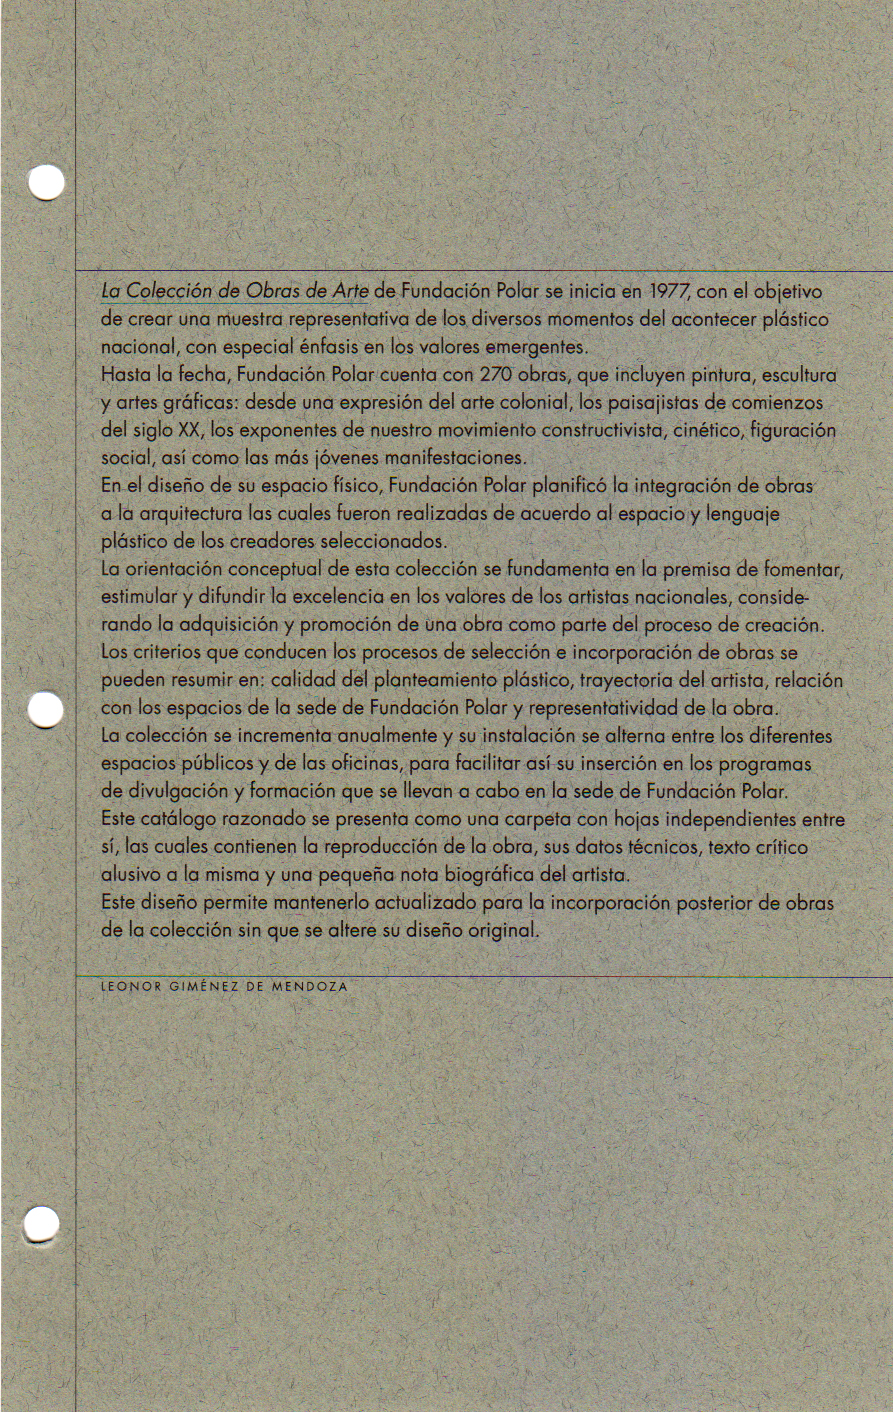 La Colección de Obras de Arte de Fundación Polar se inicia en 1977, con el objetivo
de crear una muestra representativa de los diversos momentos del acontecer plástico
nacional, con especial énfasis en los valores emergentes.
Hasta la fecha, Fundación Polar cuenta con 270 obras, que incluyen pintura, escultura
y artes gráficas: desde una expresión del arte colonial, los paisajistas de comienzos
del siglo XX, los exponentes de nuestro movimiento constructivista, cinético, figuración
social, así como las más jóvenes manifestaciones.
En el diseño de su espacio físico, Fundación Polar planificó la integración de obras
a la arquitectura las cuales fueron realizadas de acuerdo al espacio y lenguaje
plástico de los creadores seleccionados.
La orientación conceptual de esta colección se fundamenta en la premisa de fomentar,
estimular y difundir la excelencia en los valores de los artistas nacionales, conside-
rando la adquisición y promoción de una obra como parte del proceso de creación.
Los criterios que conducen los procesos de selección e incorporación de obras se
pueden resumir en: calidad del planteamiento plástico, trayectoria del artista, relación
con los espacios de la sede de Fundación Polar y representatividad de la obra.
La colección se incrementa anualmente y su instalación se alterna entre los diferentes
espacios públicos y de las oficinas, para facilitar así su inserción en los programas
de divulgación y formación que se llevan a cabo en la sede de Fundación Polar.
Este catálogo razonado se presenta como una carpeta con hojas independientes entre
sí, las cuales contienen la reproducción de la obra, sus datos técnicos, texto crítico
alusivo a la misma y una pequeña nota biográfica del artista.
Este diseño permite mantenerlo actualizado para la incorporación posterior de obras
de la colección sin que se altere su diseño original.
LEONOR GIMÉNEZ DE MENDOZA